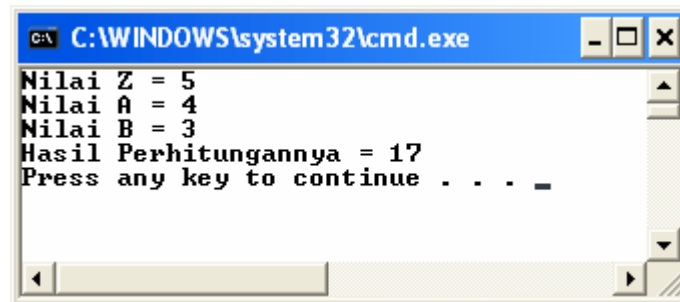 C:\WINDOWS\system32\cmd.exe
Nilai Z = 5
Nilai A = 4
Nilai B = 3
Hasil Perhitungannya = 17
Press any key to continue . . . _